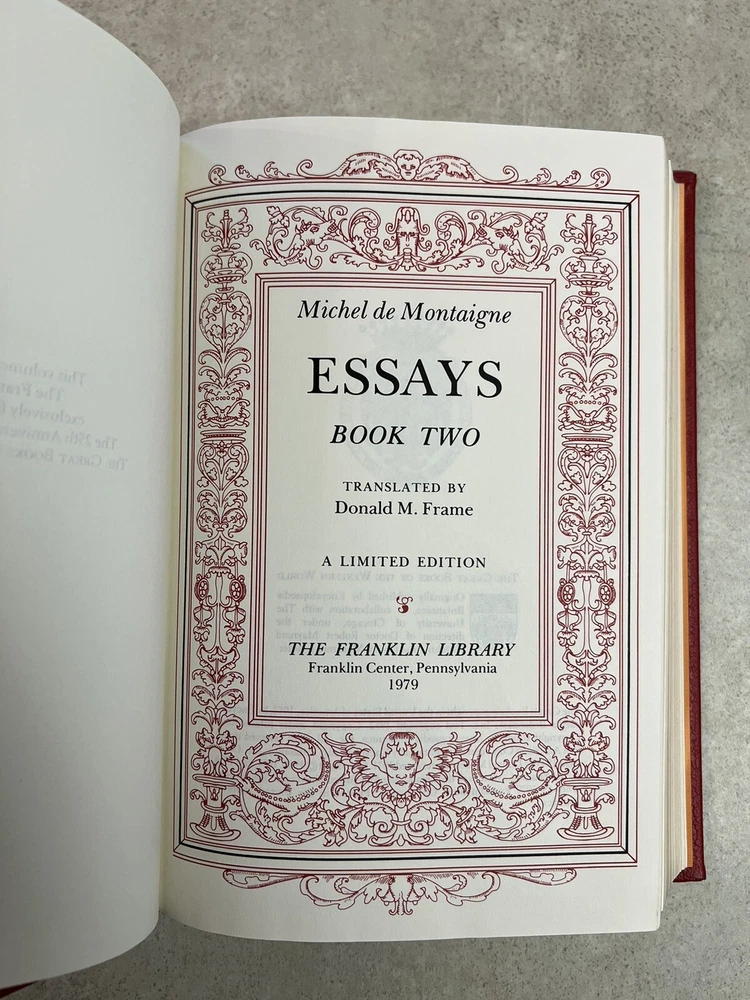 Michel de Montaigne
ESSAYS
BOOK TWO
TRANSLATED BY
Donald M. Frame
A LIMITED EDITION
THE FRANKLIN LIBRARY
Franklin Center, Pennsylvania
1979